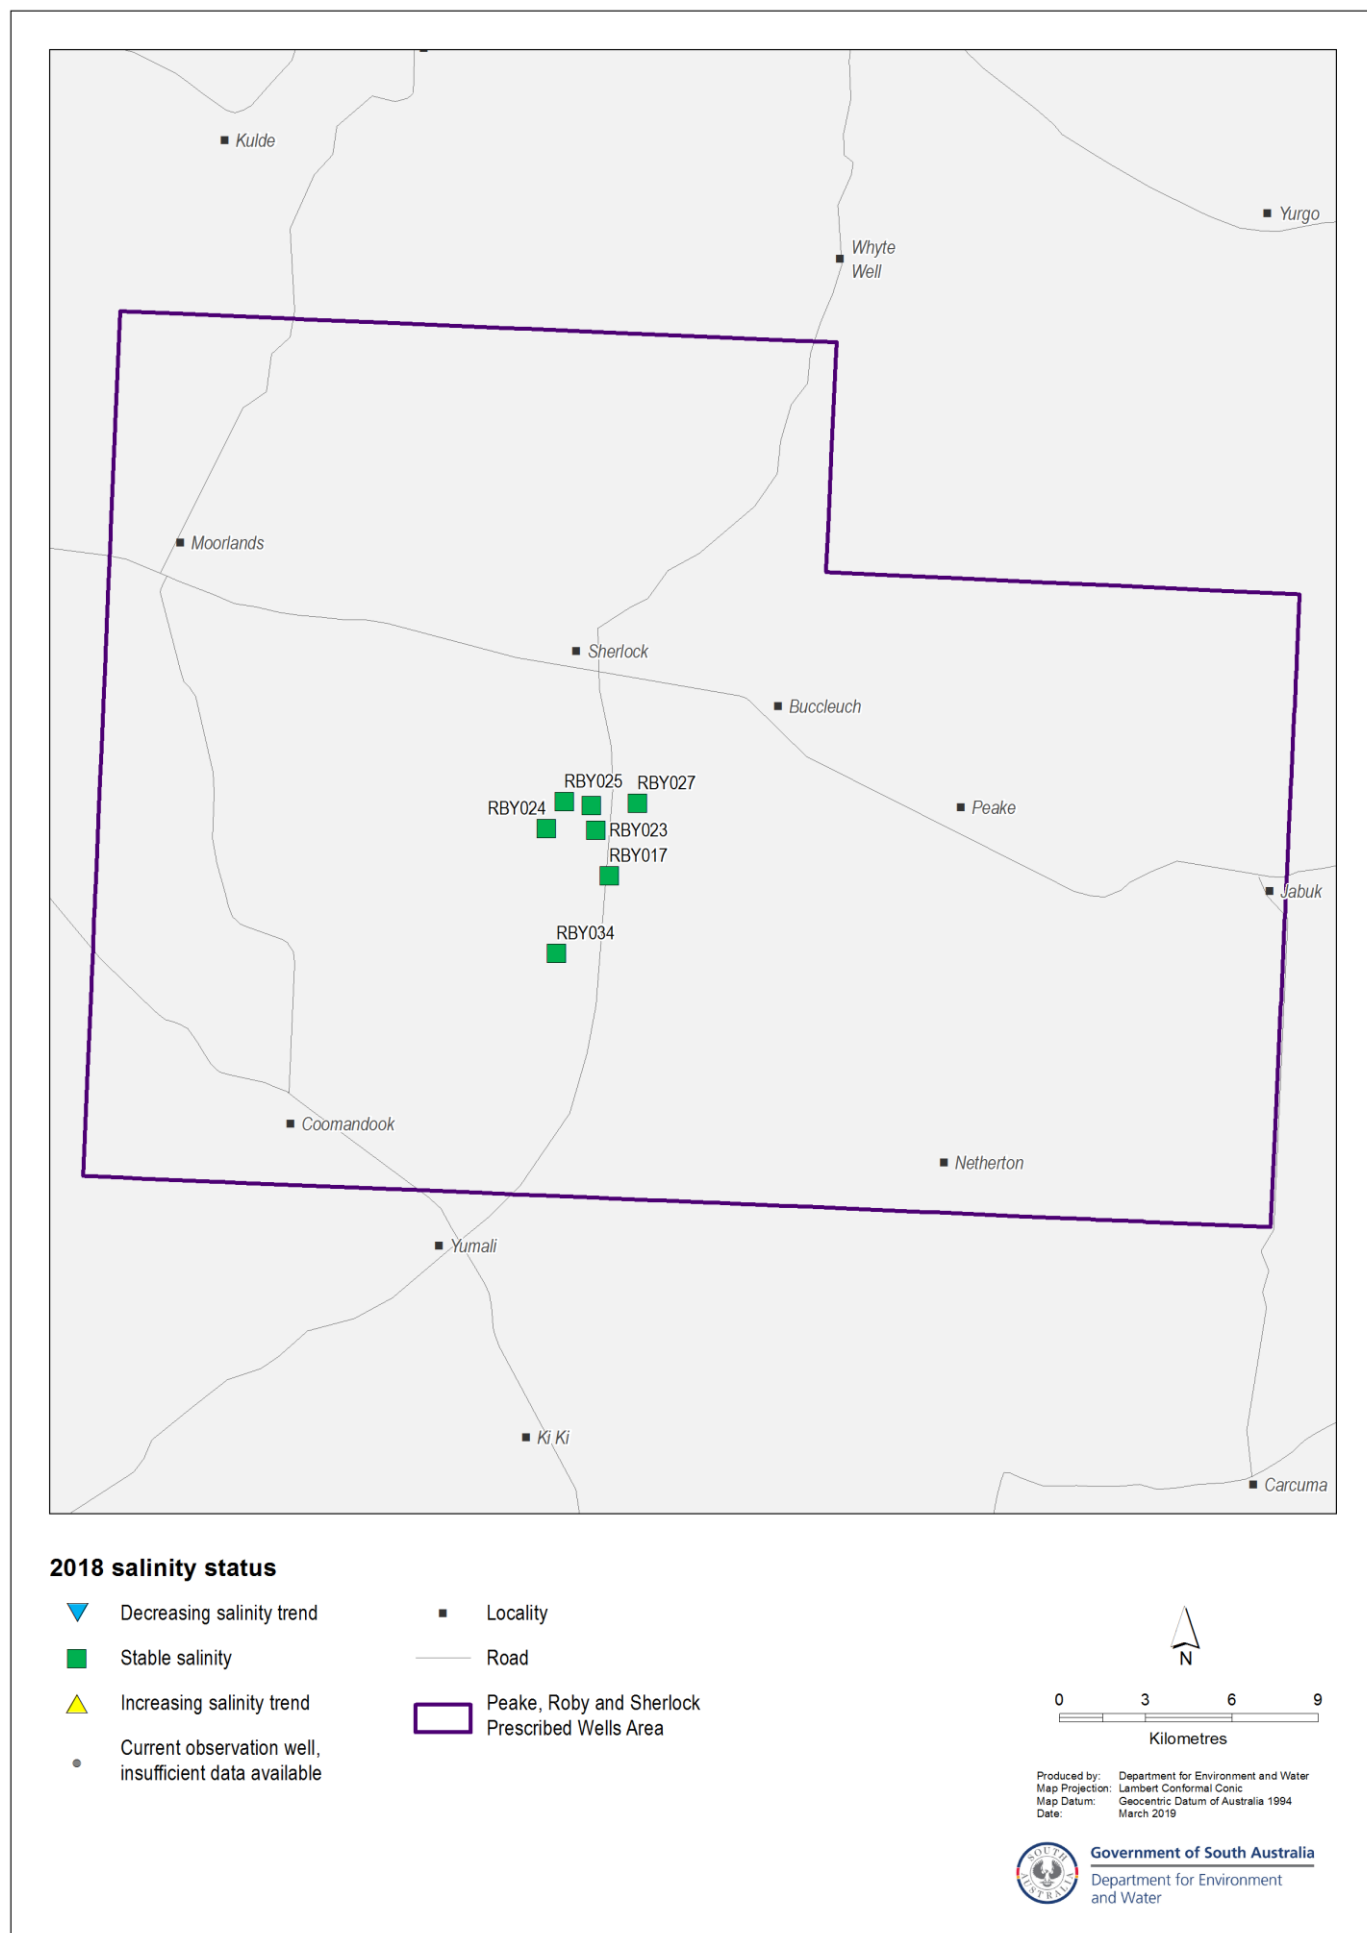 Kulde
Yurgo
Whyte
Well
Moorlands
Sherlock
Buccleuch
RBY025
RBY027
RBY024
Peake
RBY023
RBY017
Jabuk
RBY034
Coomandook
Netherton
Yumali
Ki Ki
Carcuma
2018 salinity status
Decreasing salinity trend
Stable salinity
Increasing salinity trend
Current observation well,
insufficient data available
Locality
Road
Peake, Roby and Sherlock
Prescribed Wells Area
N
0 3 6 9
Kilometres
Produced by: Department for Environment and Water
Map Projection: Lambert Conformal Conic
Map Datum: Geocentric Datum of Australia 1994
Date: March 2019
SOUTH
AUSTRALIA
Government of South Australia
Department for Environment
and Water